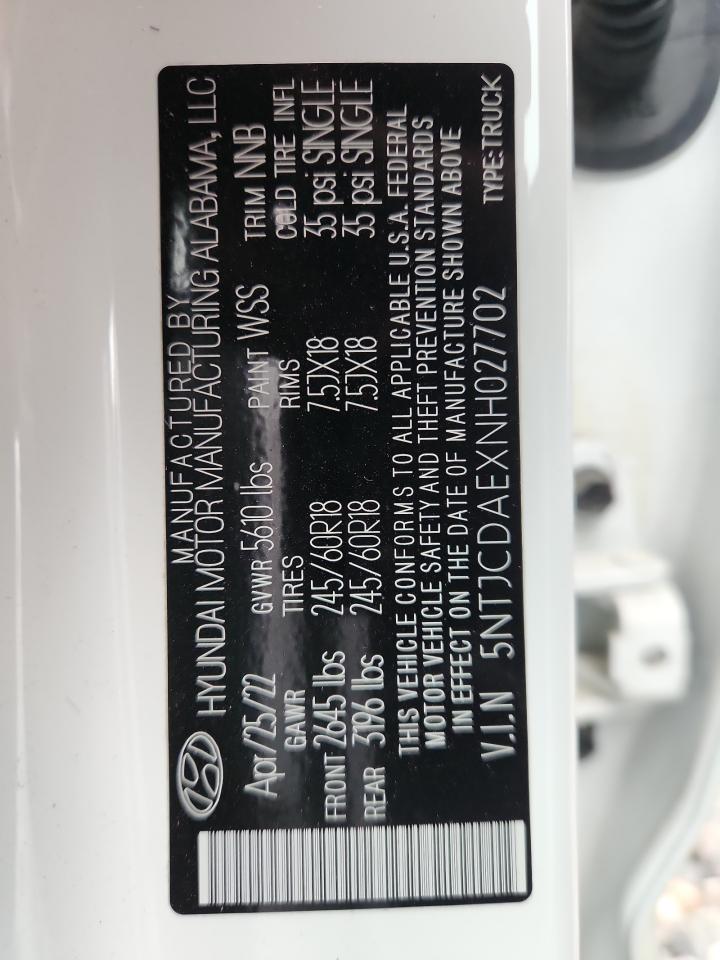 MANUFACTURED BY
HYUNDAI MOTOR MANUFACTURING ALABAMA, LLC
Apr/25/22 GVWR 5610 lbs PAINT WSS TRIM NNB
GAWR TIRES RIMS COLD TIRE INFL
FRONT 2645 lbs 245/60R18 7.5JX18 35 psi SINGLE
REAR 3196 lbs 245/60R18 7.5JX18 35 psi SINGLE
THIS VEHICLE CONFORMS TO ALL APPLICABLE U.S.A. FEDERAL
MOTOR VEHICLE SAFETY AND THEFT PREVENTION STANDARDS
IN EFFECT ON THE DATE OF MANUFACTURE SHOWN ABOVE
V.I.N 5NTJCDAEXNH027702 TYPE:TRUCK